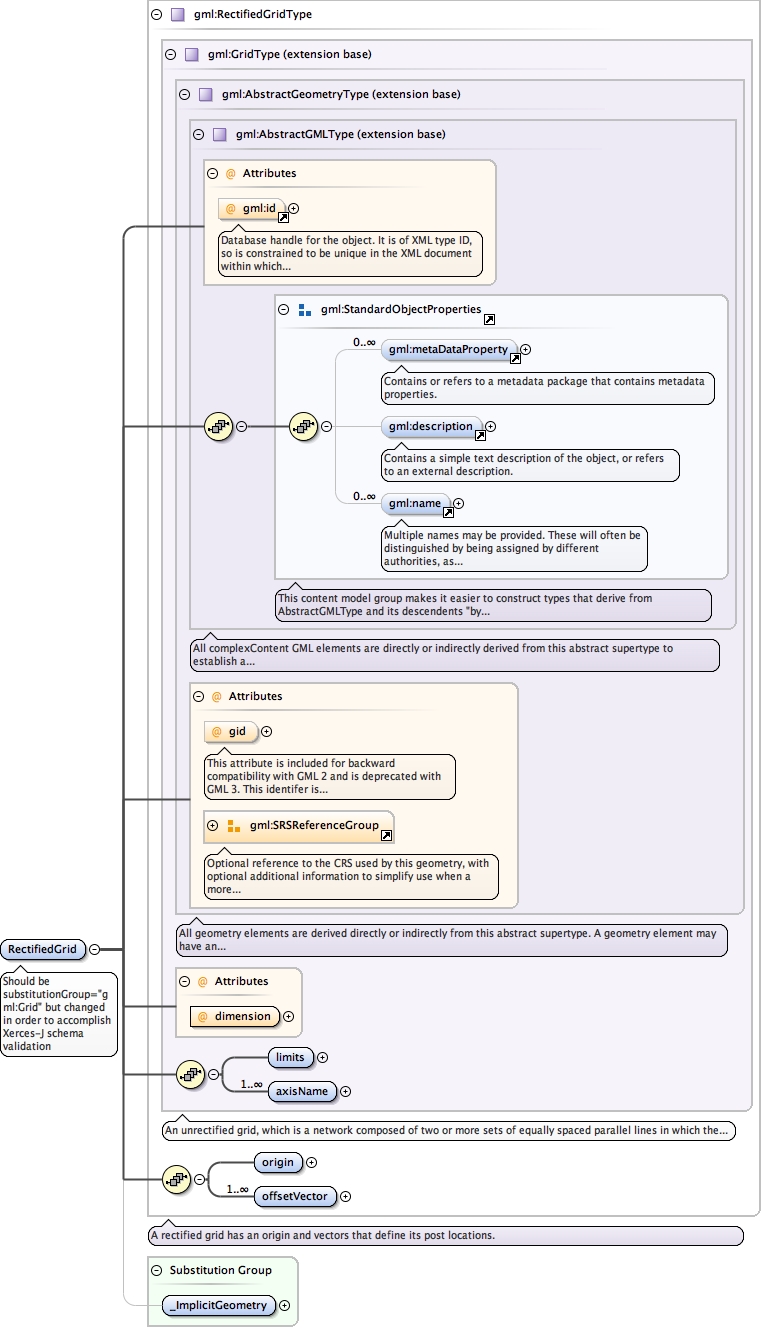 gml:RectifiedGridType
gml:GridType (extension base)
gml:AbstractGeometryType (extension base)
gml:AbstractGMLType (extension base)
@ Attributes
@ gml:id
Database handle for the object. It is of XML type ID,
so is constrained to be unique in the XML document
within which...
gml:StandardObjectProperties
0..∞
gml:metaDataProperty
Contains or refers to a metadata package that contains metadata
properties.
gml:description
Contains a simple text description of the object, or refers
to an external description.
0..∞
gml:name
Multiple names may be provided. These will often be
distinguished by being assigned by different
authorities, as...
This content model group makes it easier to construct types that derive from
AbstractGMLType and its descendents "by...
All complexContent GML elements are directly or indirectly derived from this abstract supertype to
establish a...
@ Attributes
@ gid
This attribute is included for backward
compatibility with GML 2 and is deprecated with
GML 3. This identifer is...
gml:SRSReferenceGroup
Optional reference to the CRS used by this geometry, with
optional additional information to simplify use when a
more...
All geometry elements are derived directly or indirectly from this abstract supertype. A geometry element may
have an...
RectifiedGrid
Should be
substitutionGroup="g
ml:Grid" but changed
in order to accomplish
Xerces-J schema
validation
@ Attributes
@ dimension
limits
1..∞
axisName
An unrectified grid, which is a network composed of two or more sets of equally spaced parallel lines in which the...
origin
1..∞
offsetVector
A rectified grid has an origin and vectors that define its post locations.
Substitution Group
_ImplicitGeometry